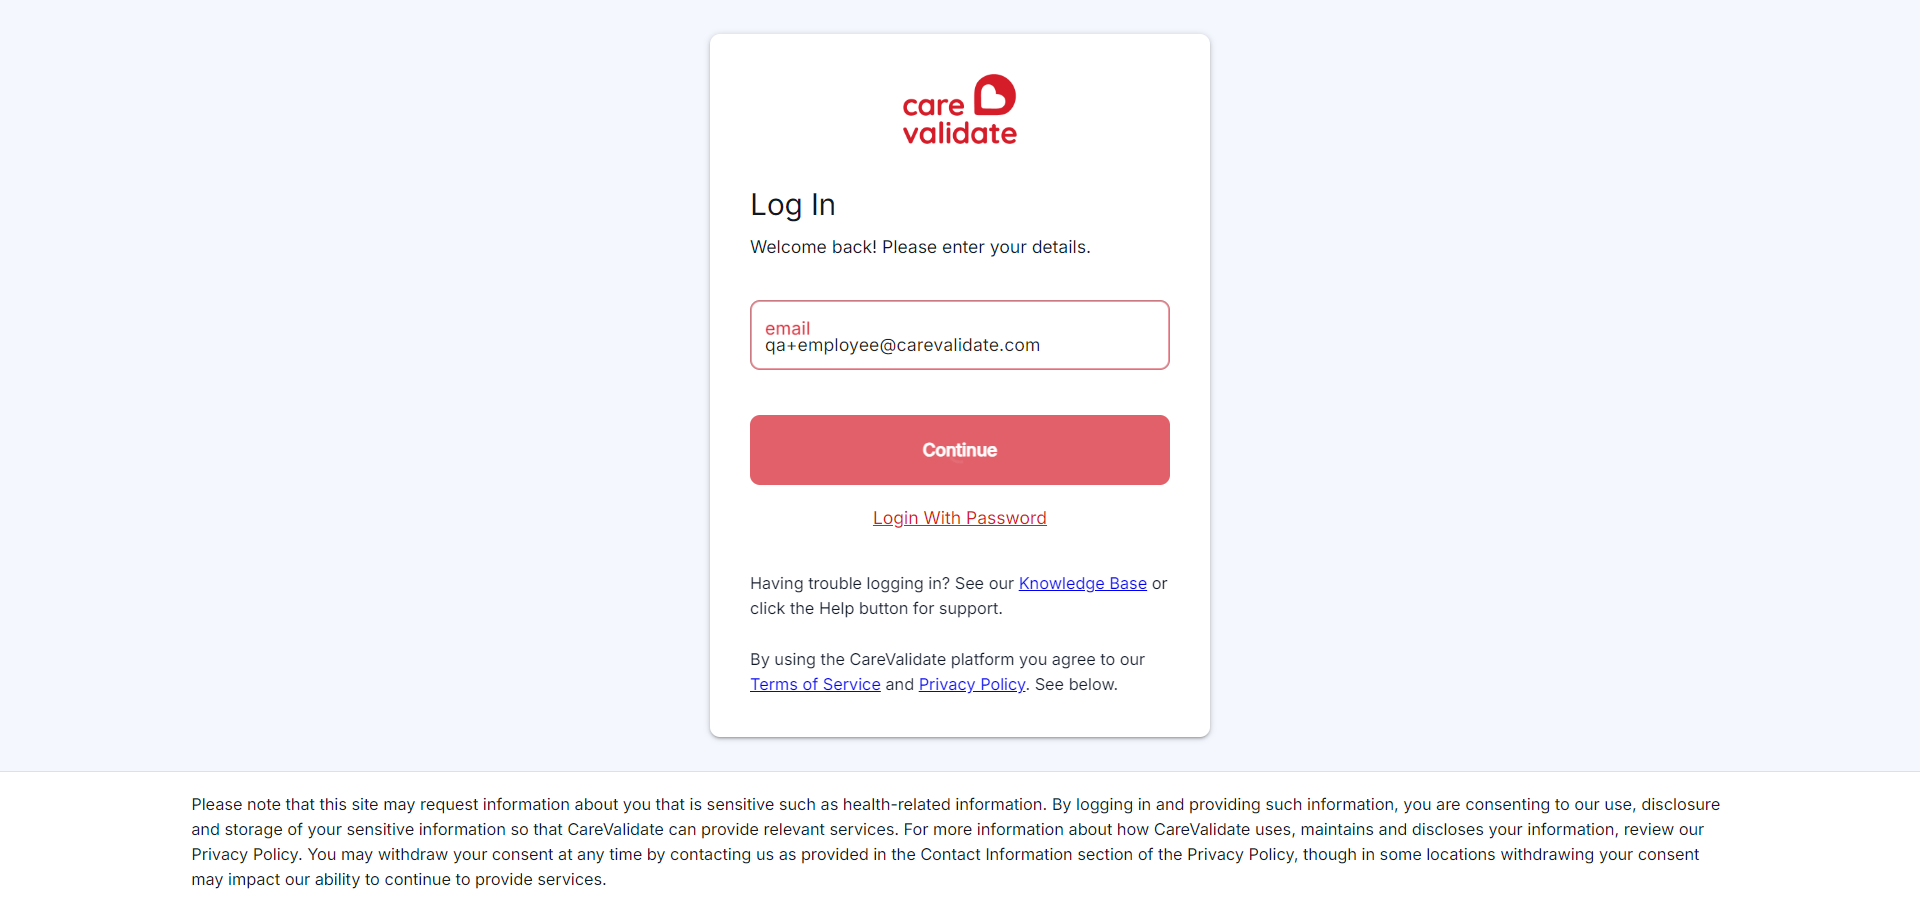 care
validate
Log In
Welcome back! Please enter your details.
email
qa+employee@carevalidate.com
Continue
Login With Password
Having trouble logging in? See our Knowledge Base or
click the Help button for support.
By using the CareValidate platform you agree to our
Terms of Service and Privacy Policy. See below.
Please note that this site may request information about you that is sensitive such as health-related information. By logging in and providing such information, you are consenting to our use, disclosure
and storage of your sensitive information so that CareValidate can provide relevant services. For more information about how CareValidate uses, maintains and discloses your information, review our
Privacy Policy. You may withdraw your consent at any time by contacting us as provided in the Contact Information section of the Privacy Policy, though in some locations withdrawing your consent
may impact our ability to continue to provide services.